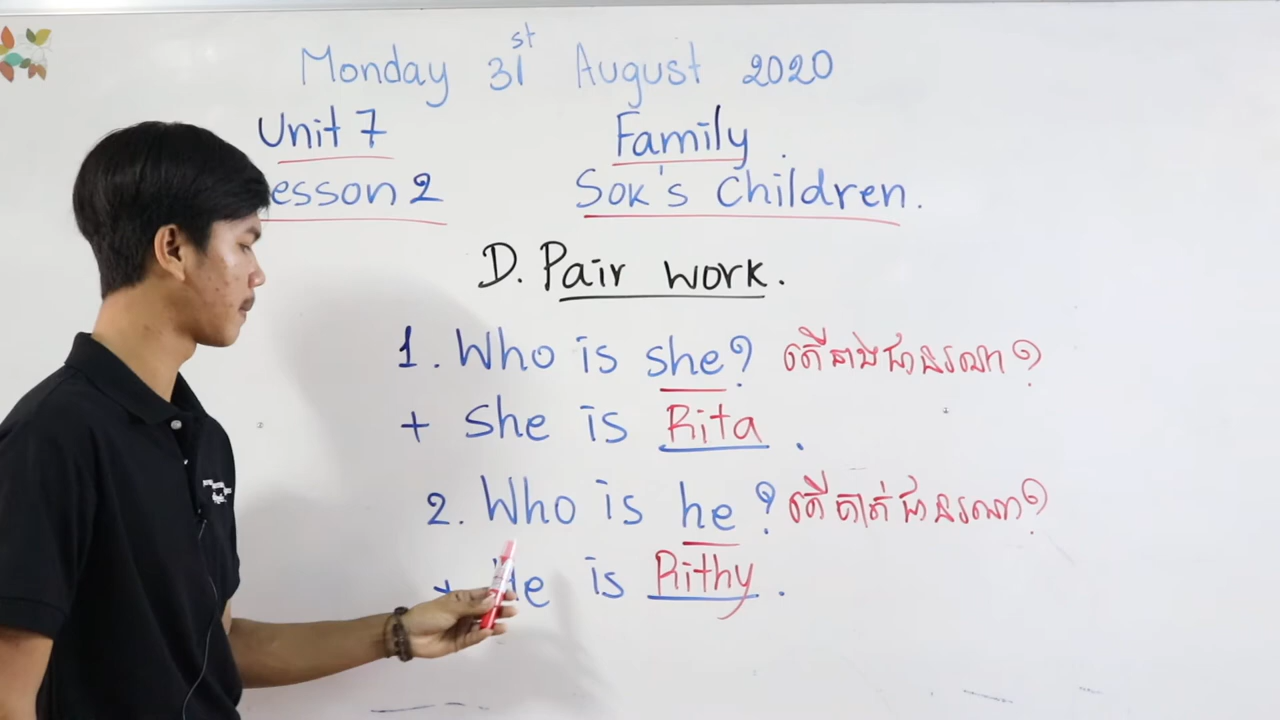 Monday 31st August 2020
Unit 7 Family
esson 2 Sok's Children.
D. Pair work.
1. Who is she? តើនាងជានរណា?
+ She is Rita.
2. Who is he? តើគាត់ជានរណា?
+ He is Rithy.